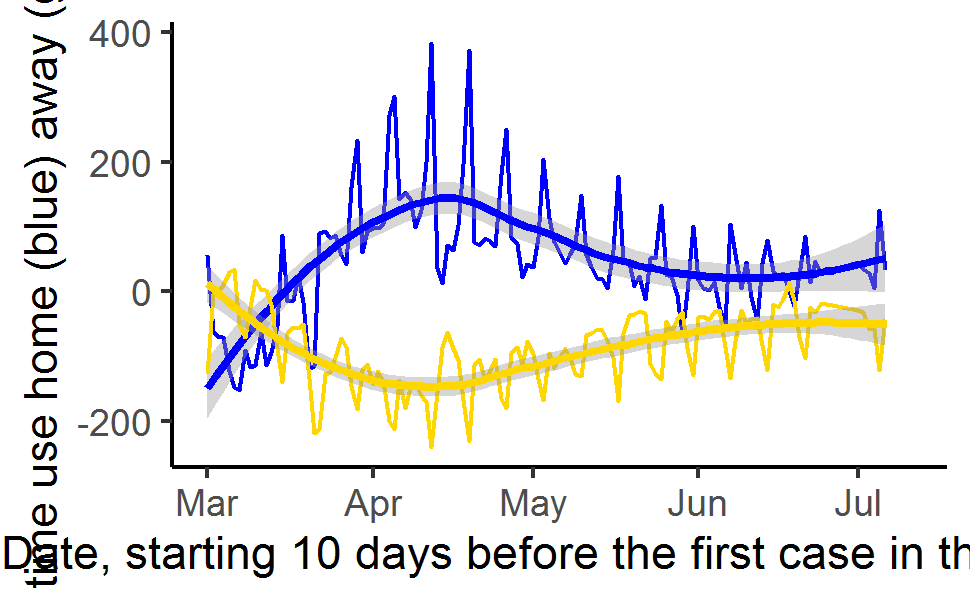 time use home (blue) away (
400
200
0
-200
Mar Apr May Jun Jul
Date, starting 10 days before the first case in th